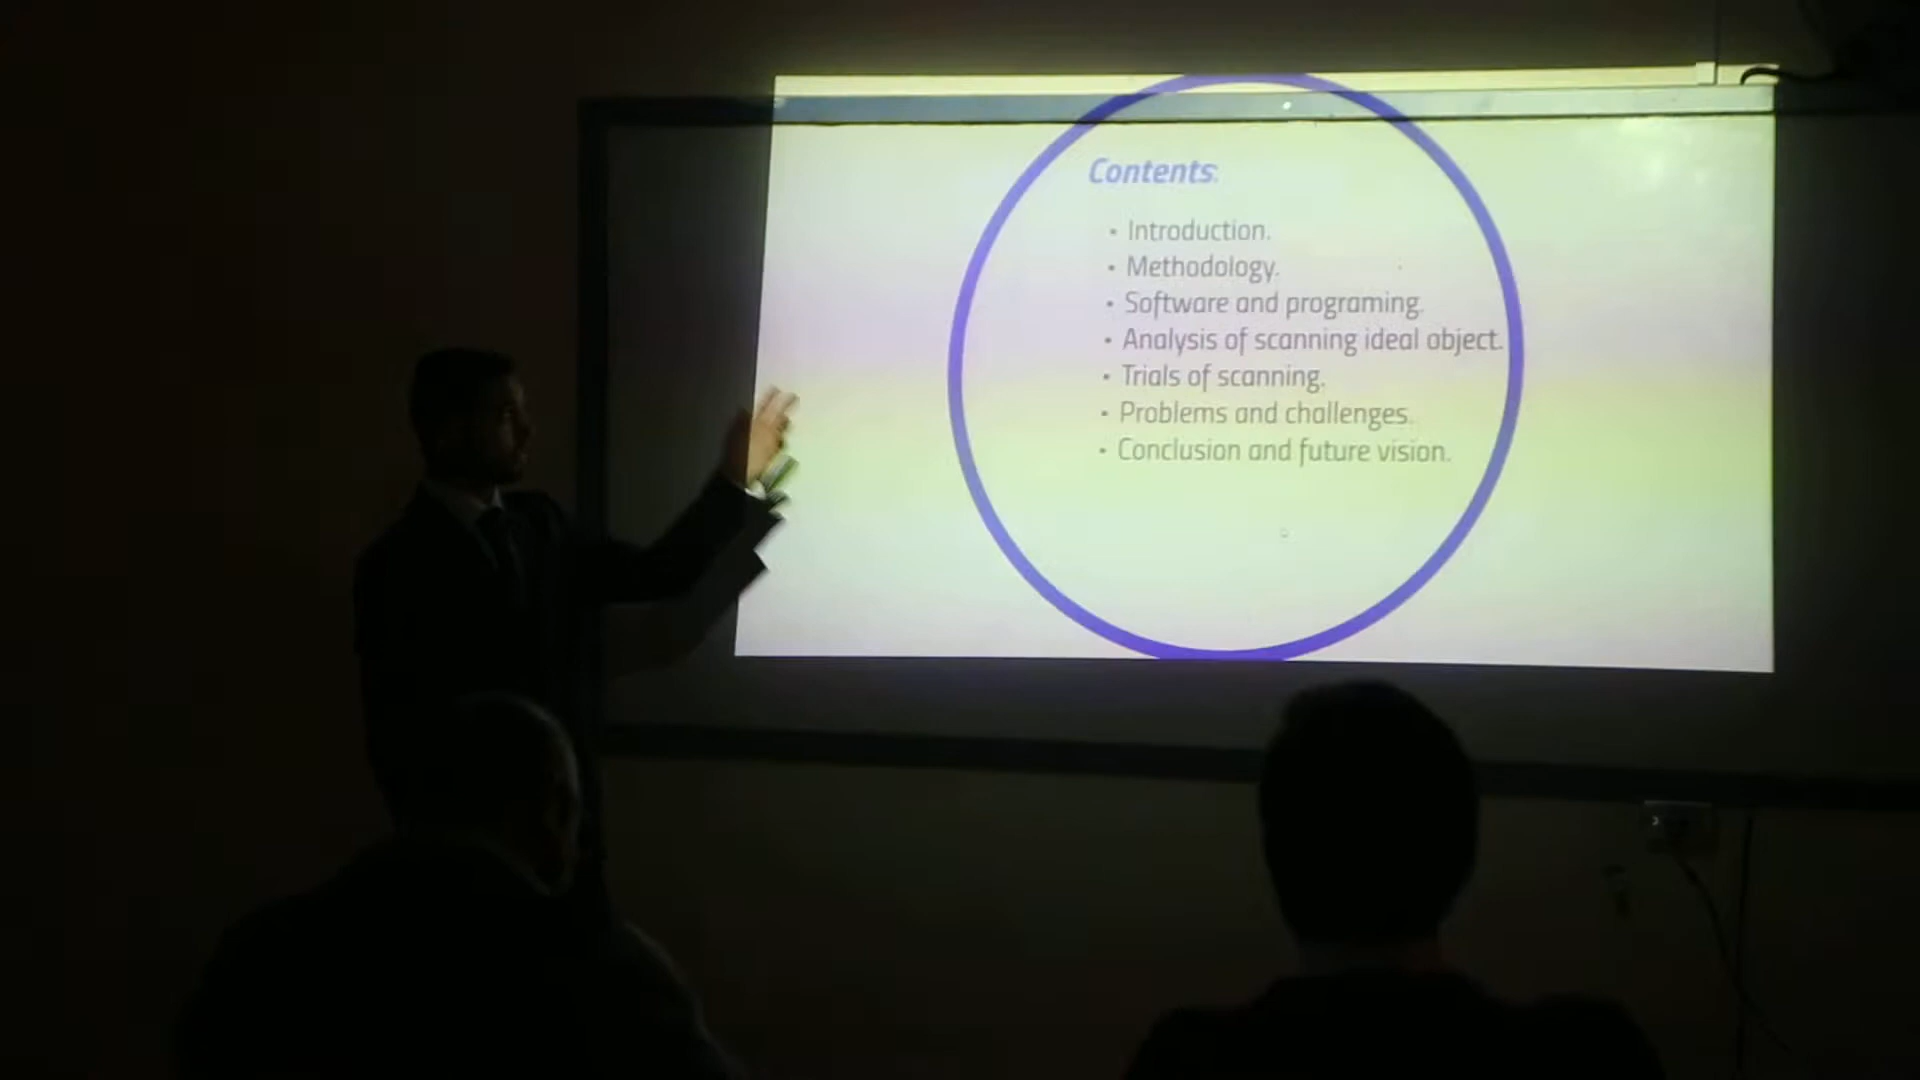 Contents:
• Introduction.
• Methodology.
• Software and programing.
• Analysis of scanning ideal object.
• Trials of scanning.
• Problems and challenges.
• Conclusion and future vision.